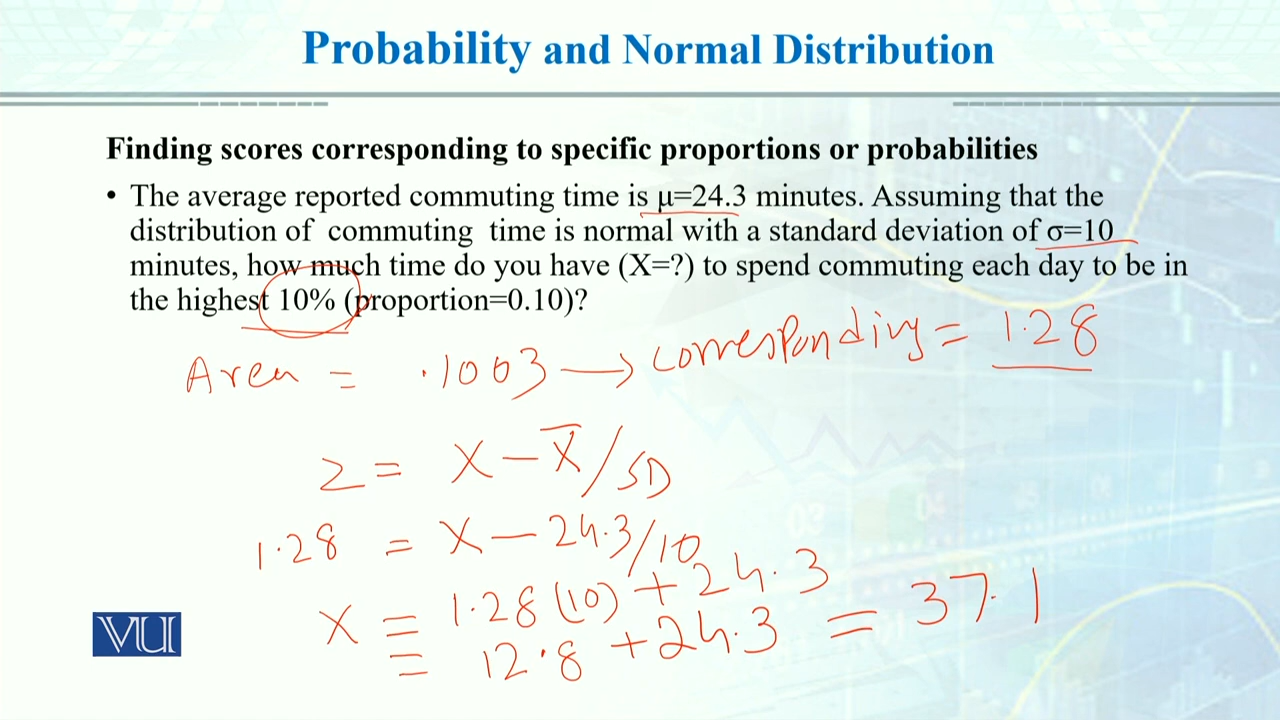 Probability and Normal Distribution
Finding scores corresponding to specific proportions or probabilities
• The average reported commuting time is μ=24.3 minutes. Assuming that the
distribution of commuting time is normal with a standard deviation of σ=10
minutes, how much time do you have (X=?) to spend commuting each day to be in
the highest 10% (proportion=0.10)?
Area = .1003 → corresponding = 1.28
Z = X - X̅ / SD
1.28 = X - 24.3/10
X = 1.28 (10) + 24.3
= 12.8 + 24.3 = 37.1
VU